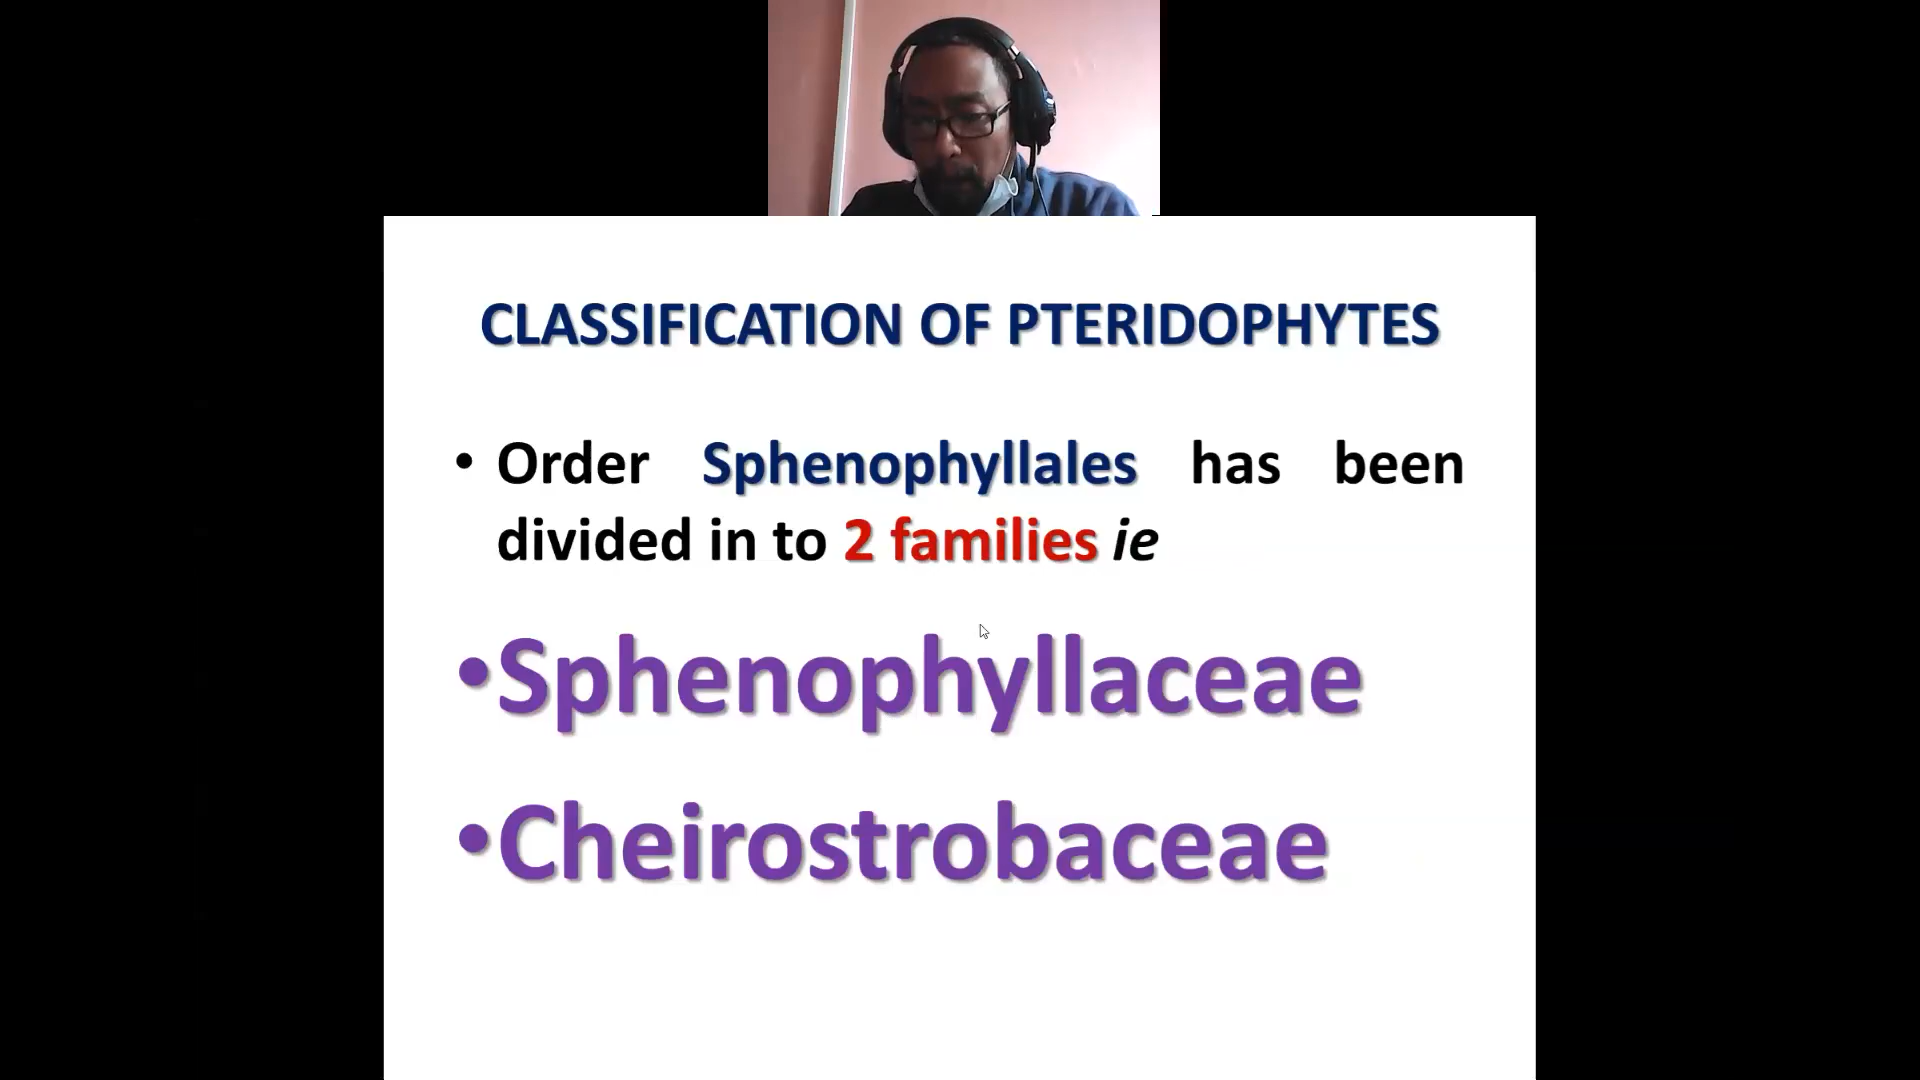 CLASSIFICATION OF PTERIDOPHYTES
• Order Sphenophyllales has been
divided in to 2 families ie
•Sphenophyllaceae
•Cheirostrobaceae